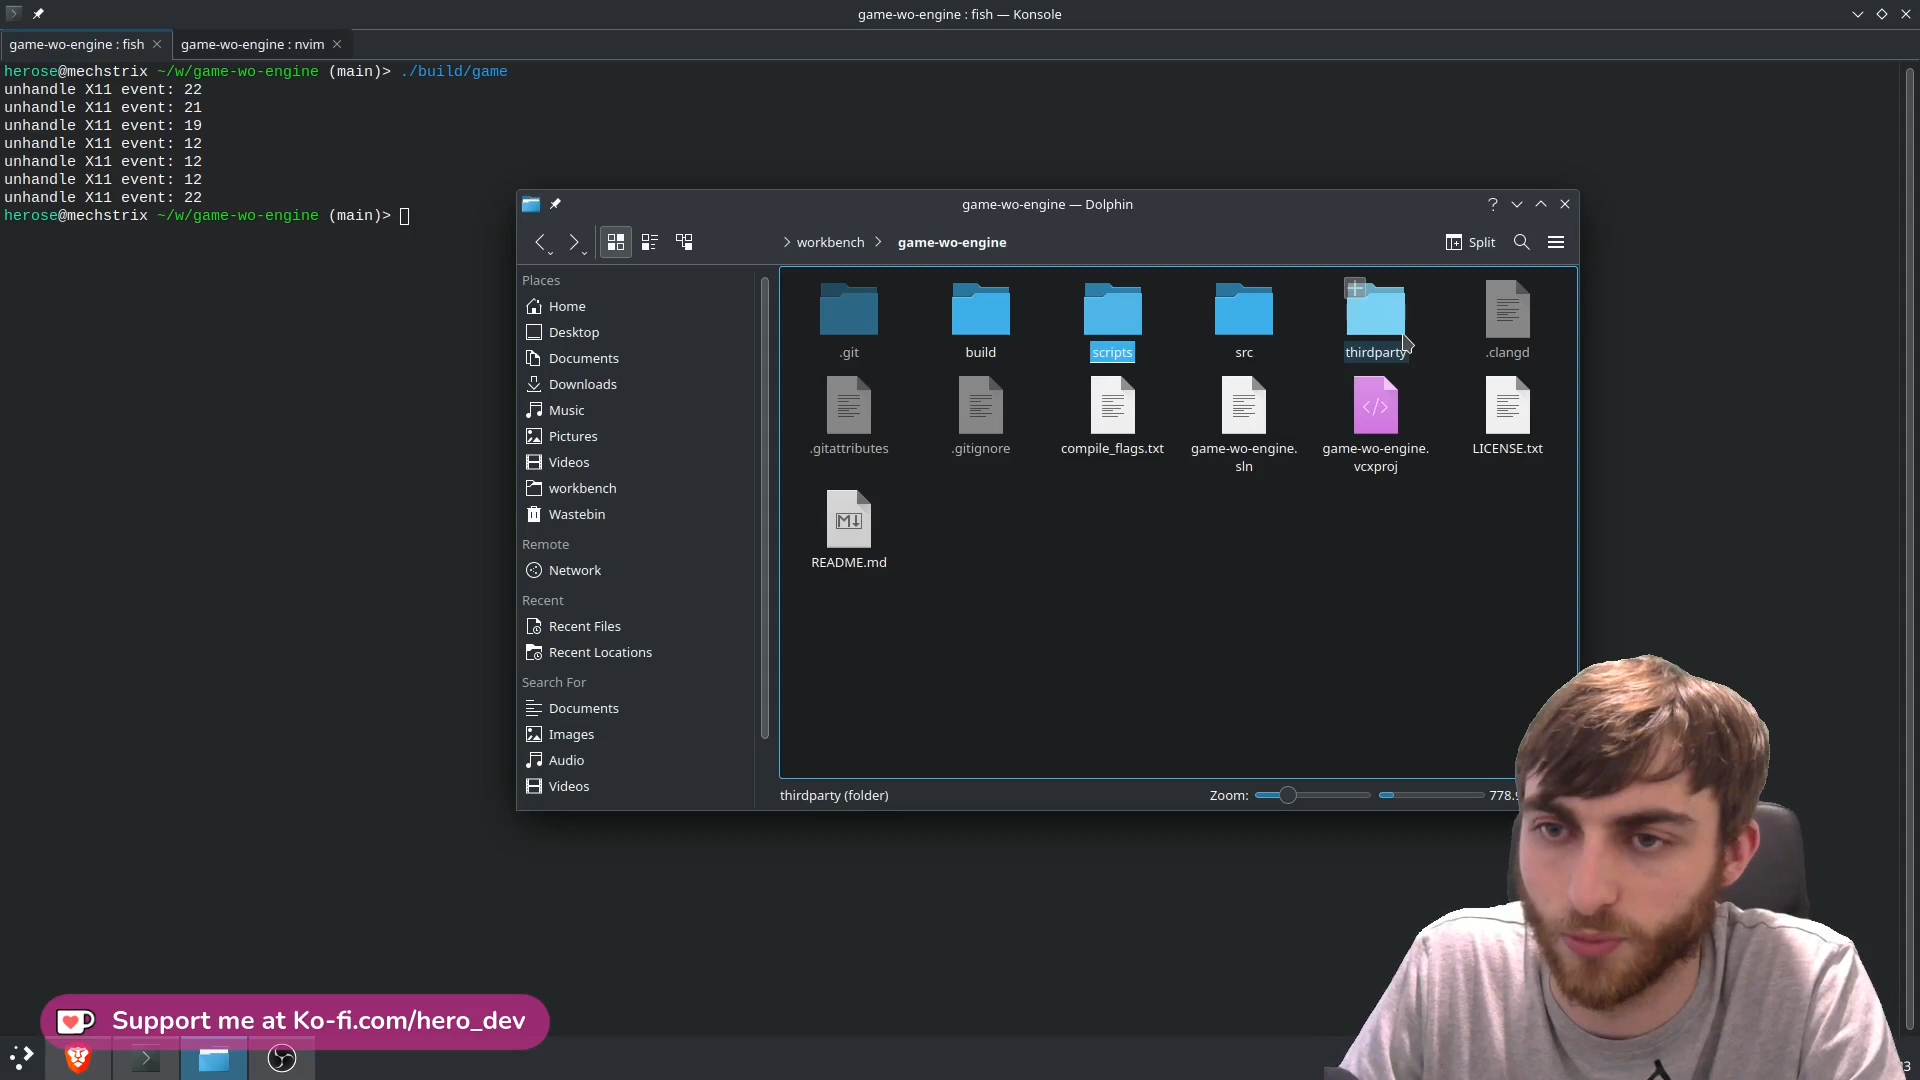 game-wo-engine : fish — Konsole
game-wo-engine : fish
game-wo-engine : nvim
herose@mechstrix ~/w/game-wo-engine (main)> ./build/game
unhandle X11 event: 22
unhandle X11 event: 21
unhandle X11 event: 19
unhandle X11 event: 12
unhandle X11 event: 12
unhandle X11 event: 12
unhandle X11 event: 22
herose@mechstrix ~/w/game-wo-engine (main)>
game-wo-engine — Dolphin
workbench
game-wo-engine
Split
Places
Home
Desktop
Documents
Downloads
Music
Pictures
Videos
workbench
Wastebin
Remote
Network
Recent
Recent Files
Recent Locations
Search For
Documents
Images
Audio
Videos
.git
build
scripts
src
thirdparty
.clangd
.gitattributes
.gitignore
compile_flags.txt
game-wo-engine.
sln
game-wo-engine.
vcxproj
LICENSE.txt
README.md
thirdparty (folder)
Zoom:
Support me at Ko-fi.com/hero_dev